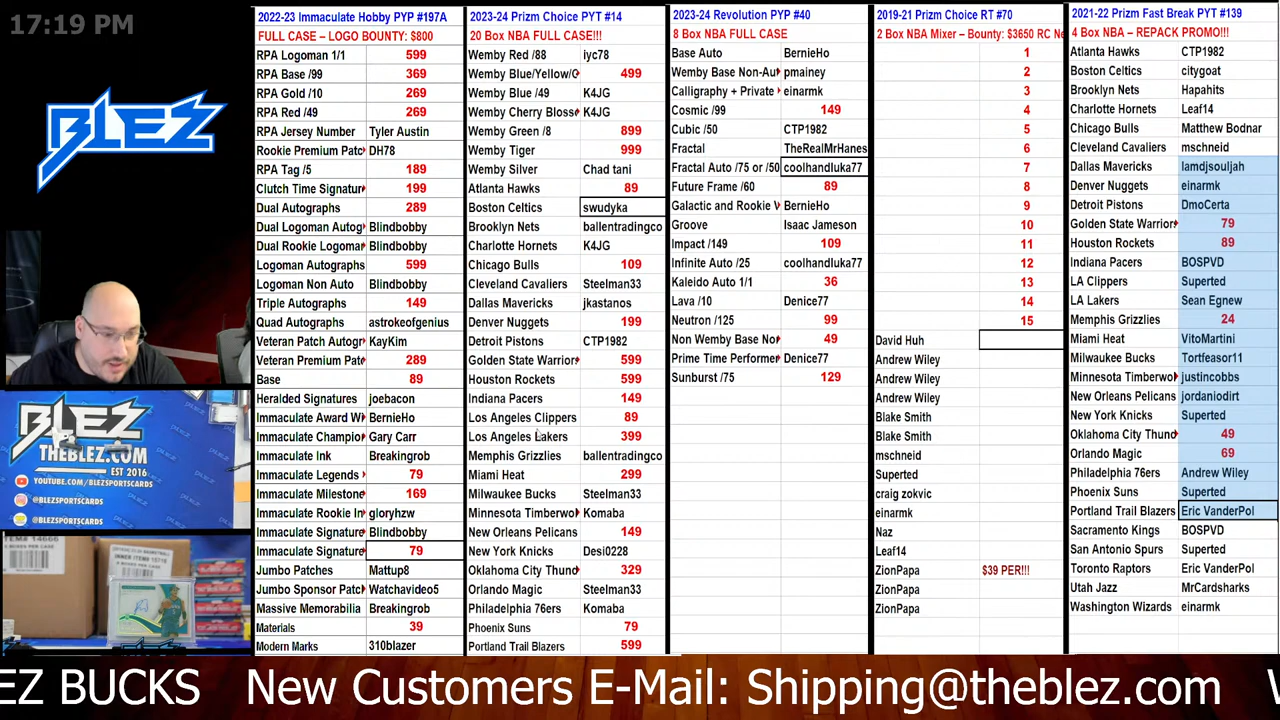 17:19 PM
BLEZ
BLEZ
THEBLEZ.COM
EST 2016
YOUTUBE.COM/BLEZSPORTSCARDS
@BLEZSPORTSCARDS
@BLEZSPORTSCARDS
2022-23 Immaculate Hobby PYP #197A
FULL CASE – LOGO BOUNTY: $800
RPA Logoman 1/1 599
RPA Base /99 369
RPA Gold /10 269
RPA Red /49 269
RPA Jersey Number Tyler Austin
Rookie Premium Patc DH78
RPA Tag /5 189
Clutch Time Signatur 199
Dual Autographs 289
Dual Logoman Autog Blindbobby
Dual Rookie Logoma Blindbobby
Logoman Autographs 599
Logoman Non Auto Blindbobby
Triple Autographs 149
Quad Autographs astrokeofgenius
Veteran Patch Autogr KayKim
Veteran Premium Pat 289
Base 89
Heralded Signatures joebacon
Immaculate Award W BernieHo
Immaculate Champio Gary Carr
Immaculate Ink Breakingrob
Immaculate Legends 79
Immaculate Milestone 169
Immaculate Rookie In gloryhzw
Immaculate Signature Blindbobby
Immaculate Signature 79
Jumbo Patches Mattup8
Jumbo Sponsor Patc Watchavideo5
Massive Memorabilia Breakingrob
Materials 39
Modern Marks 310blazer
2023-24 Prizm Choice PYT #14
20 Box NBA FULL CASE!!!
Wemby Red /88 iyc78
Wemby Blue/Yellow/G 499
Wemby Blue /49 K4JG
Wemby Cherry Blosso K4JG
Wemby Green /8 899
Wemby Tiger 999
Wemby Silver Chad tani
Atlanta Hawks 89
Boston Celtics swudyka
Brooklyn Nets ballentradingco
Charlotte Hornets K4JG
Chicago Bulls 109
Cleveland Cavaliers Steelman33
Dallas Mavericks jkastanos
Denver Nuggets 199
Detroit Pistons CTP1982
Golden State Warrior 599
Houston Rockets 599
Indiana Pacers 149
Los Angeles Clippers 89
Los Angeles Lakers 399
Memphis Grizzlies ballentradingco
Miami Heat 299
Milwaukee Bucks Steelman33
Minnesota Timberwo Komaba
New Orleans Pelicans 149
New York Knicks Desi0228
Oklahoma City Thun 329
Orlando Magic Steelman33
Philadelphia 76ers Komaba
Phoenix Suns 79
Portland Trail Blazers 599
2023-24 Revolution PYP #40
8 Box NBA FULL CASE
Base Auto BernieHo
Wemby Base Non-Au pmainey
Calligraphy + Private einarmk
Cosmic /99 149
Cubic /50 CTP1982
Fractal TheRealMrHanes
Fractal Auto /75 or /50 coolhandluka77
Future Frame /60 89
Galactic and Rookie V BernieHo
Groove Isaac Jameson
Impact /149 109
Infinite Auto /25 coolhandluka77
Kaleido Auto 1/1 36
Lava /10 Denice77
Neutron /125 99
Non Wemby Base No 49
Prime Time Performer Denice77
Sunburst /75 129
2019-21 Prizm Choice RT #70
2 Box NBA Mixer – Bounty: $3650 RC Ne
1
2
3
4
5
6
7
8
9
10
11
12
13
14
15
David Huh
Andrew Wiley
Andrew Wiley
Andrew Wiley
Blake Smith
Blake Smith
mschneid
Superted
craig zokvic
einarmk
Naz
Leaf14
ZionPapa $39 PER!!!
ZionPapa
ZionPapa
2021-22 Prizm Fast Break PYT #139
4 Box NBA – REPACK PROMO!!!
Atlanta Hawks CTP1982
Boston Celtics citygoat
Brooklyn Nets Hapahits
Charlotte Hornets Leaf14
Chicago Bulls Matthew Bodnar
Cleveland Cavaliers mschneid
Dallas Mavericks Iamdjsouljah
Denver Nuggets einarmk
Detroit Pistons DmoCerta
Golden State Warrior 79
Houston Rockets 89
Indiana Pacers BOSPVD
LA Clippers Superted
LA Lakers Sean Egnew
Memphis Grizzlies 24
Miami Heat VitoMartini
Milwaukee Bucks Tortfeasor11
Minnesota Timberwo justincobbs
New Orleans Pelicans jordaniodirt
New York Knicks Superted
Oklahoma City Thund 49
Orlando Magic 69
Philadelphia 76ers Andrew Wiley
Phoenix Suns Superted
Portland Trail Blazers Eric VanderPol
Sacramento Kings BOSPVD
San Antonio Spurs Superted
Toronto Raptors Eric VanderPol
Utah Jazz MrCardsharks
Washington Wizards einarmk
EZ BUCKS New Customers E-Mail: Shipping@theblez.com